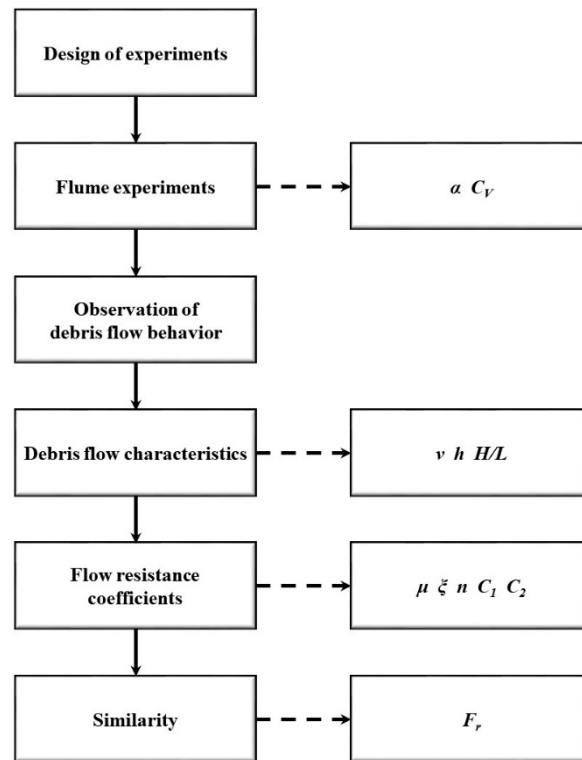 Design of experiments
Flume experiments
α C_V
Observation of
debris flow behavior
Debris flow characteristics
v h H/L
Flow resistance
coefficients
μ ξ n C_1 C_2
Similarity
F_r